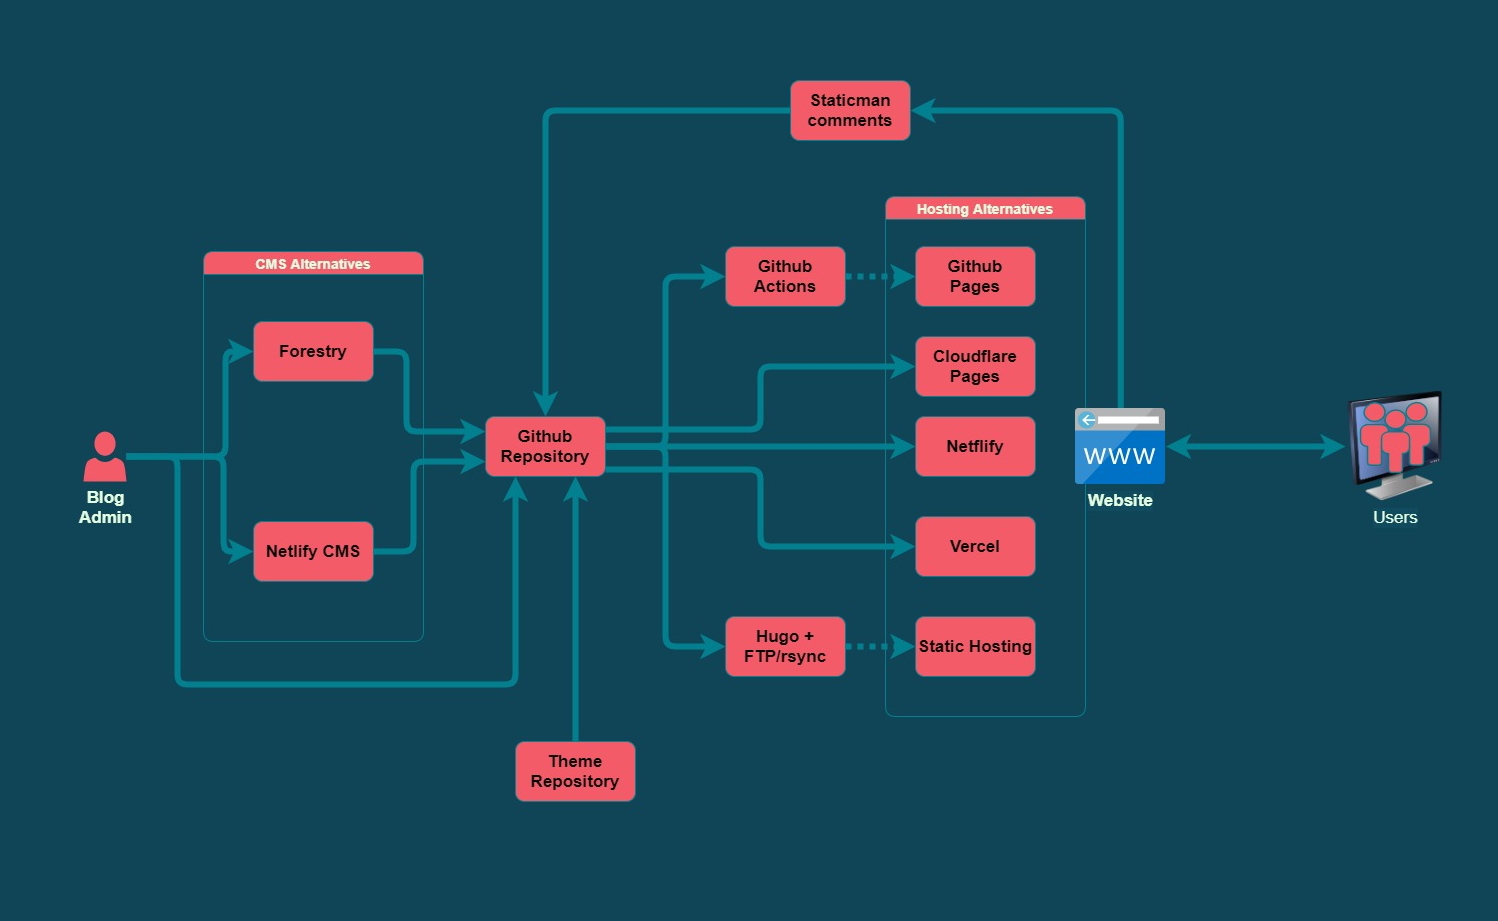 Staticman
comments
Hosting Alternatives
CMS Alternatives
Github
Actions
Github
Pages
Forestry
Cloudflare
Pages
Github
Repository
Netflify
WWW
Blog
Admin
Website
Users
Netlify CMS
Vercel
Hugo +
FTP/rsync
Static Hosting
Theme
Repository